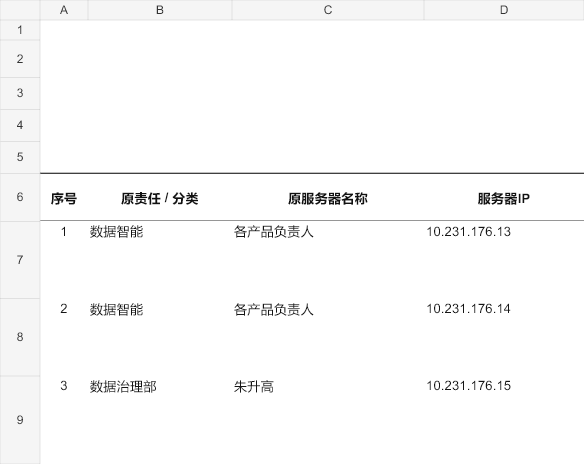 A B C D
1
2
3
4
5
6 序号 原责任 / 分类 原服务器名称 服务器IP
7 1 数据智能 各产品负责人 10.231.176.13
8 2 数据智能 各产品负责人 10.231.176.14
9 3 数据治理部 朱升高 10.231.176.15